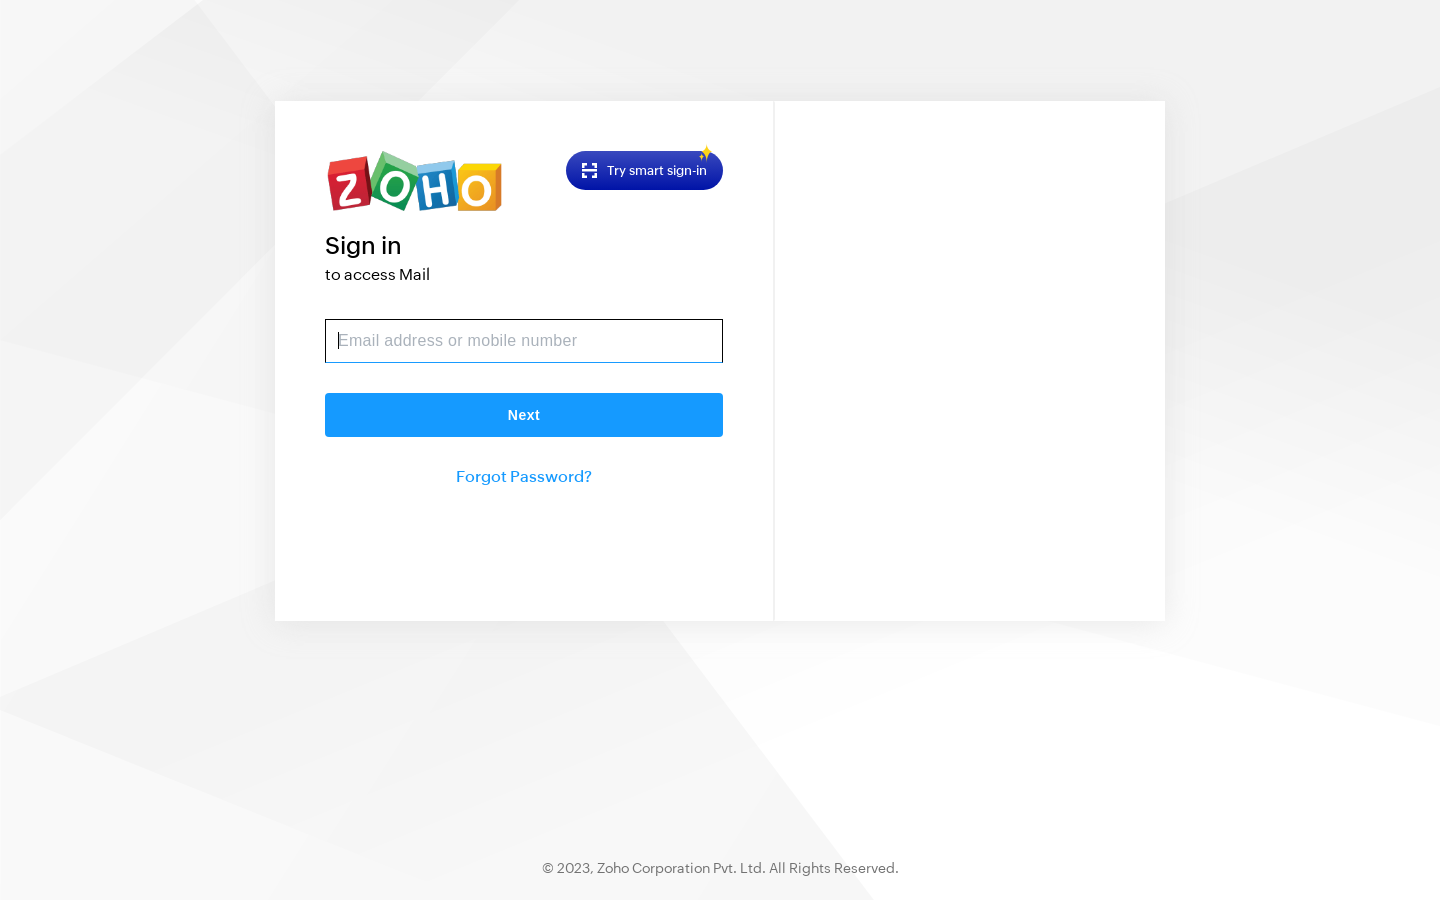 ZOHO
Try smart sign-in
Sign in
to access Mail
Email address or mobile number
Next
Forgot Password?
© 2023, Zoho Corporation Pvt. Ltd. All Rights Reserved.